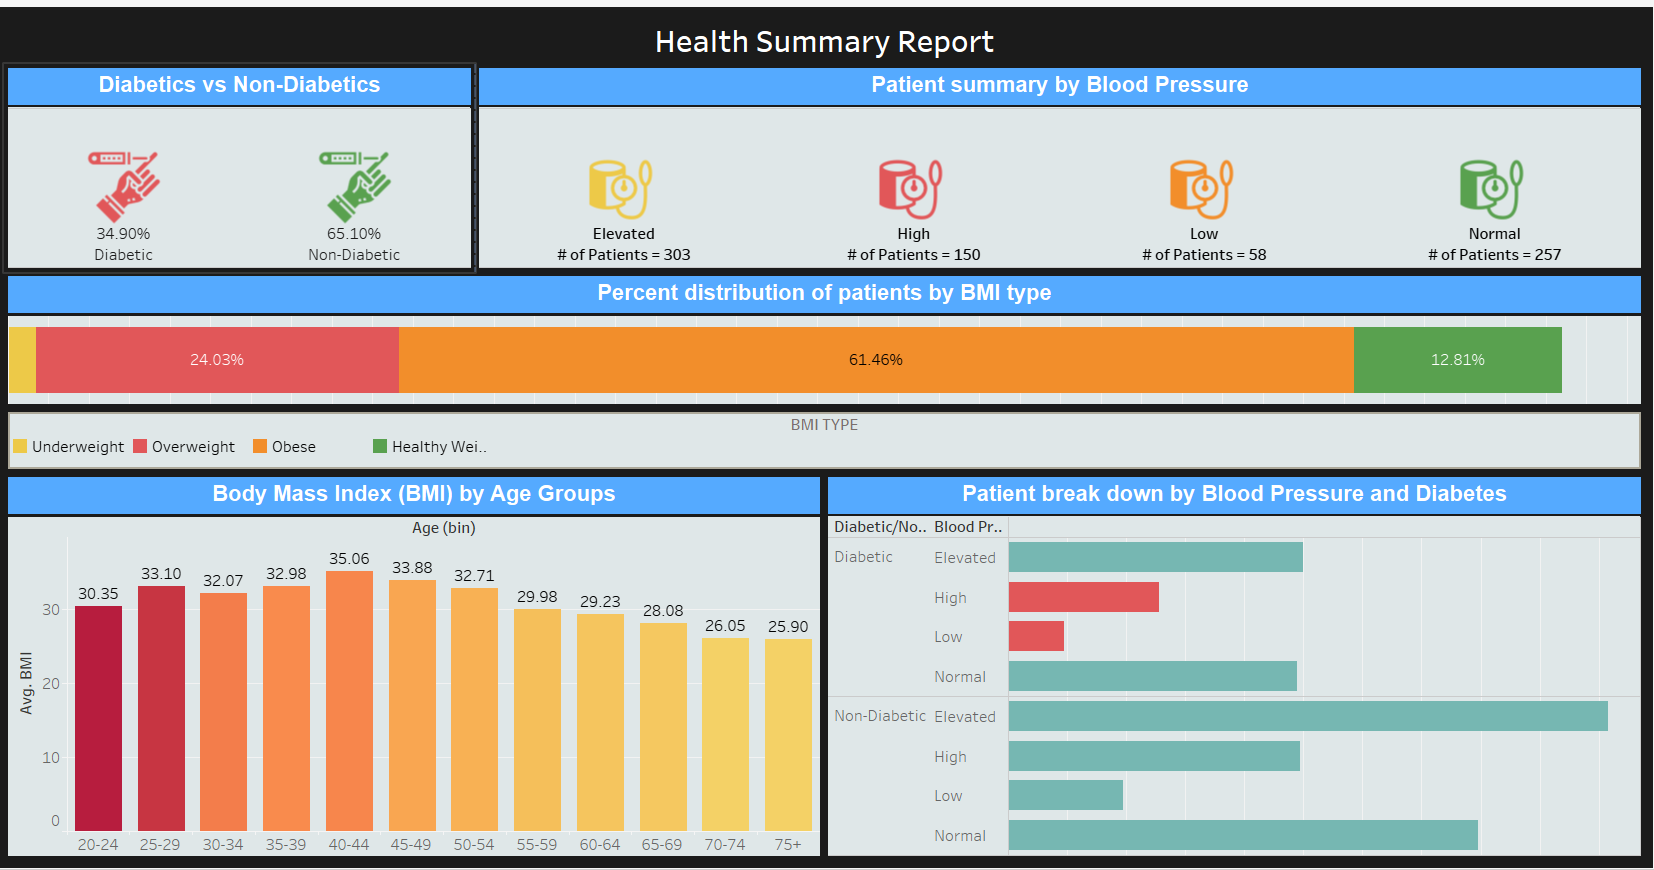 Health Summary Report
Diabetics vs Non-Diabetics
34.90%
Diabetic
65.10%
Non-Diabetic
Patient summary by Blood Pressure
Elevated
# of Patients = 303
High
# of Patients = 150
Low
# of Patients = 58
Normal
# of Patients = 257
Percent distribution of patients by BMI type
24.03%
61.46%
12.81%
BMI TYPE
Underweight
Overweight
Obese
Healthy Wei..
Body Mass Index (BMI) by Age Groups
Age (bin)
Avg. BMI
30
20
10
0
30.35
33.10
32.07
32.98
35.06
33.88
32.71
29.98
29.23
28.08
26.05
25.90
20-24
25-29
30-34
35-39
40-44
45-49
50-54
55-59
60-64
65-69
70-74
75+
Patient break down by Blood Pressure and Diabetes
Diabetic/No.. Blood Pr..
Diabetic Elevated
High
Low
Normal
Non-Diabetic Elevated
High
Low
Normal